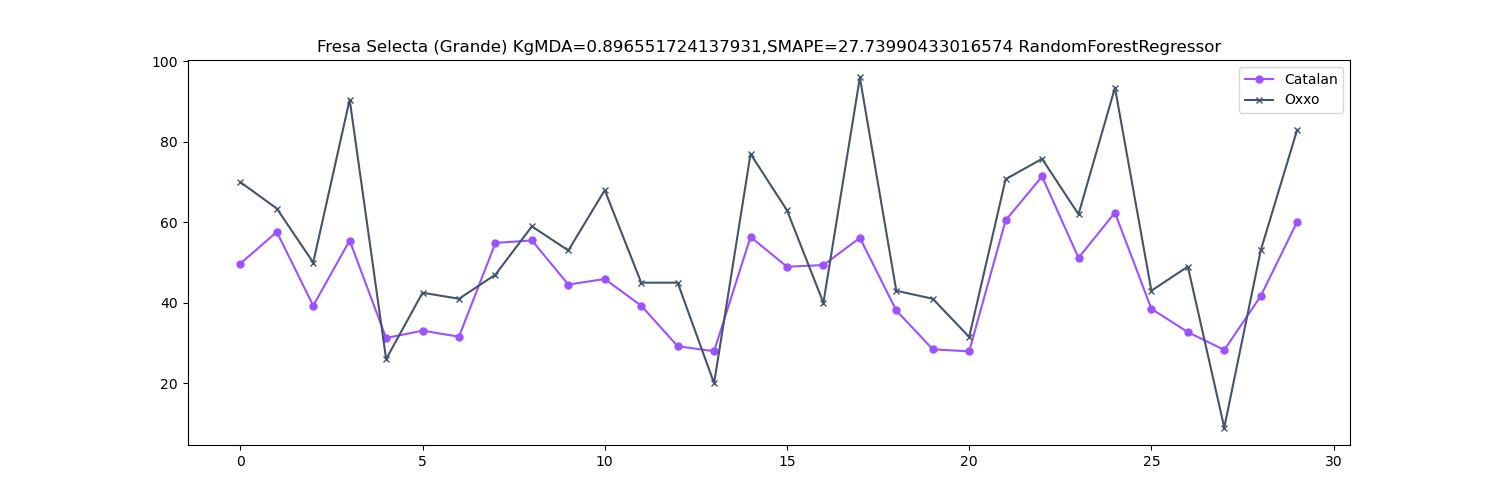 Fresa Selecta (Grande) KgMDA=0.896551724137931,SMAPE=27.73990433016574 RandomForestRegressor
Catalan
Oxxo
100
80
60
40
20
0 5 10 15 20 25 30